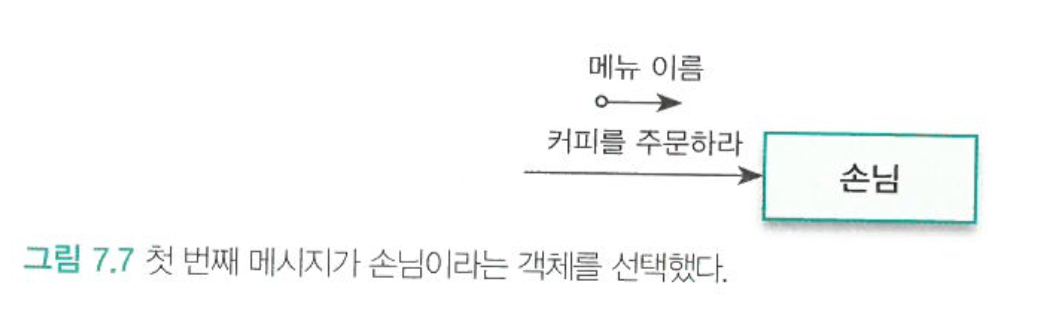 메뉴 이름
커피를 주문하라
손님
그림 7.7 첫 번째 메시지가 손님이라는 객체를 선택했다.